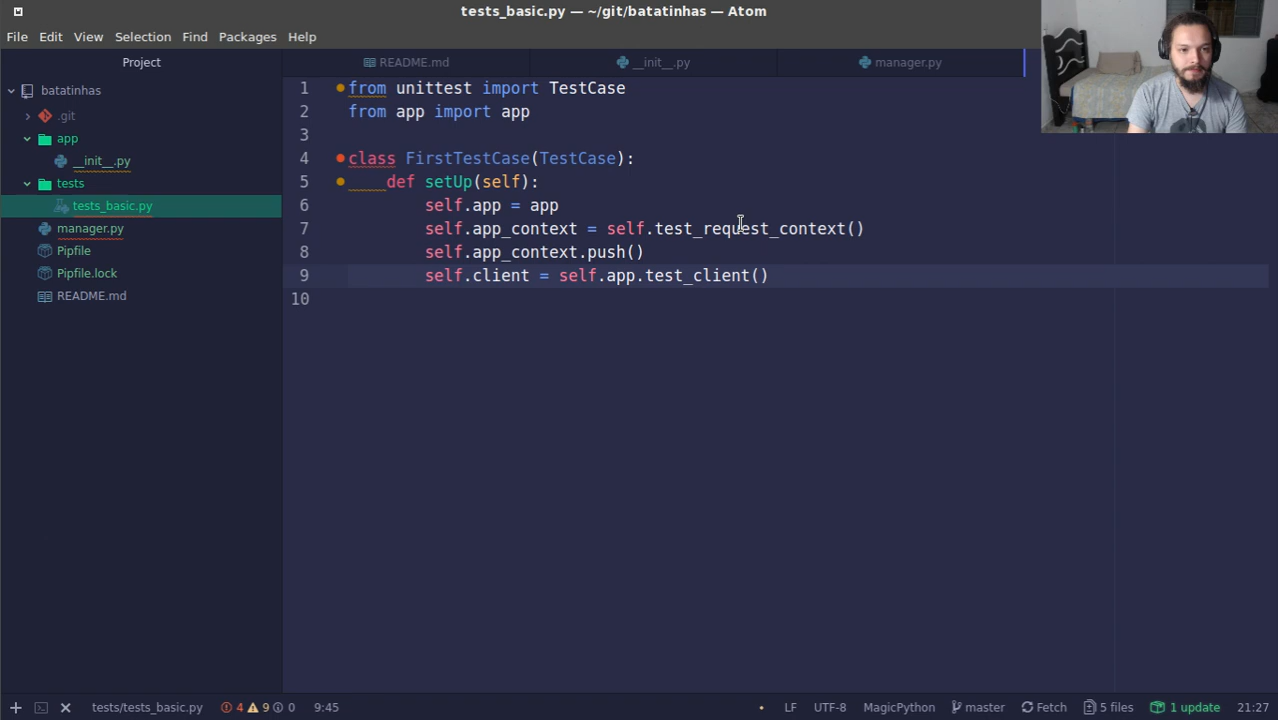 tests_basic.py — ~/git/batatinhas — Atom
File Edit View Selection Find Packages Help
Project
README.md
__init__.py
manager.py
batatinhas
.git
app
__init__.py
tests
tests_basic.py
manager.py
Pipfile
Pipfile.lock
README.md
1 from unittest import TestCase
2 from app import app
3
4 class FirstTestCase(TestCase):
5 def setUp(self):
6 self.app = app
7 self.app_context = self.test_request_context()
8 self.app_context.push()
9 self.client = self.app.test_client()
10
tests/tests_basic.py 4 9 0 9:45 LF UTF-8 MagicPython master Fetch 5 files 1 update 21:27